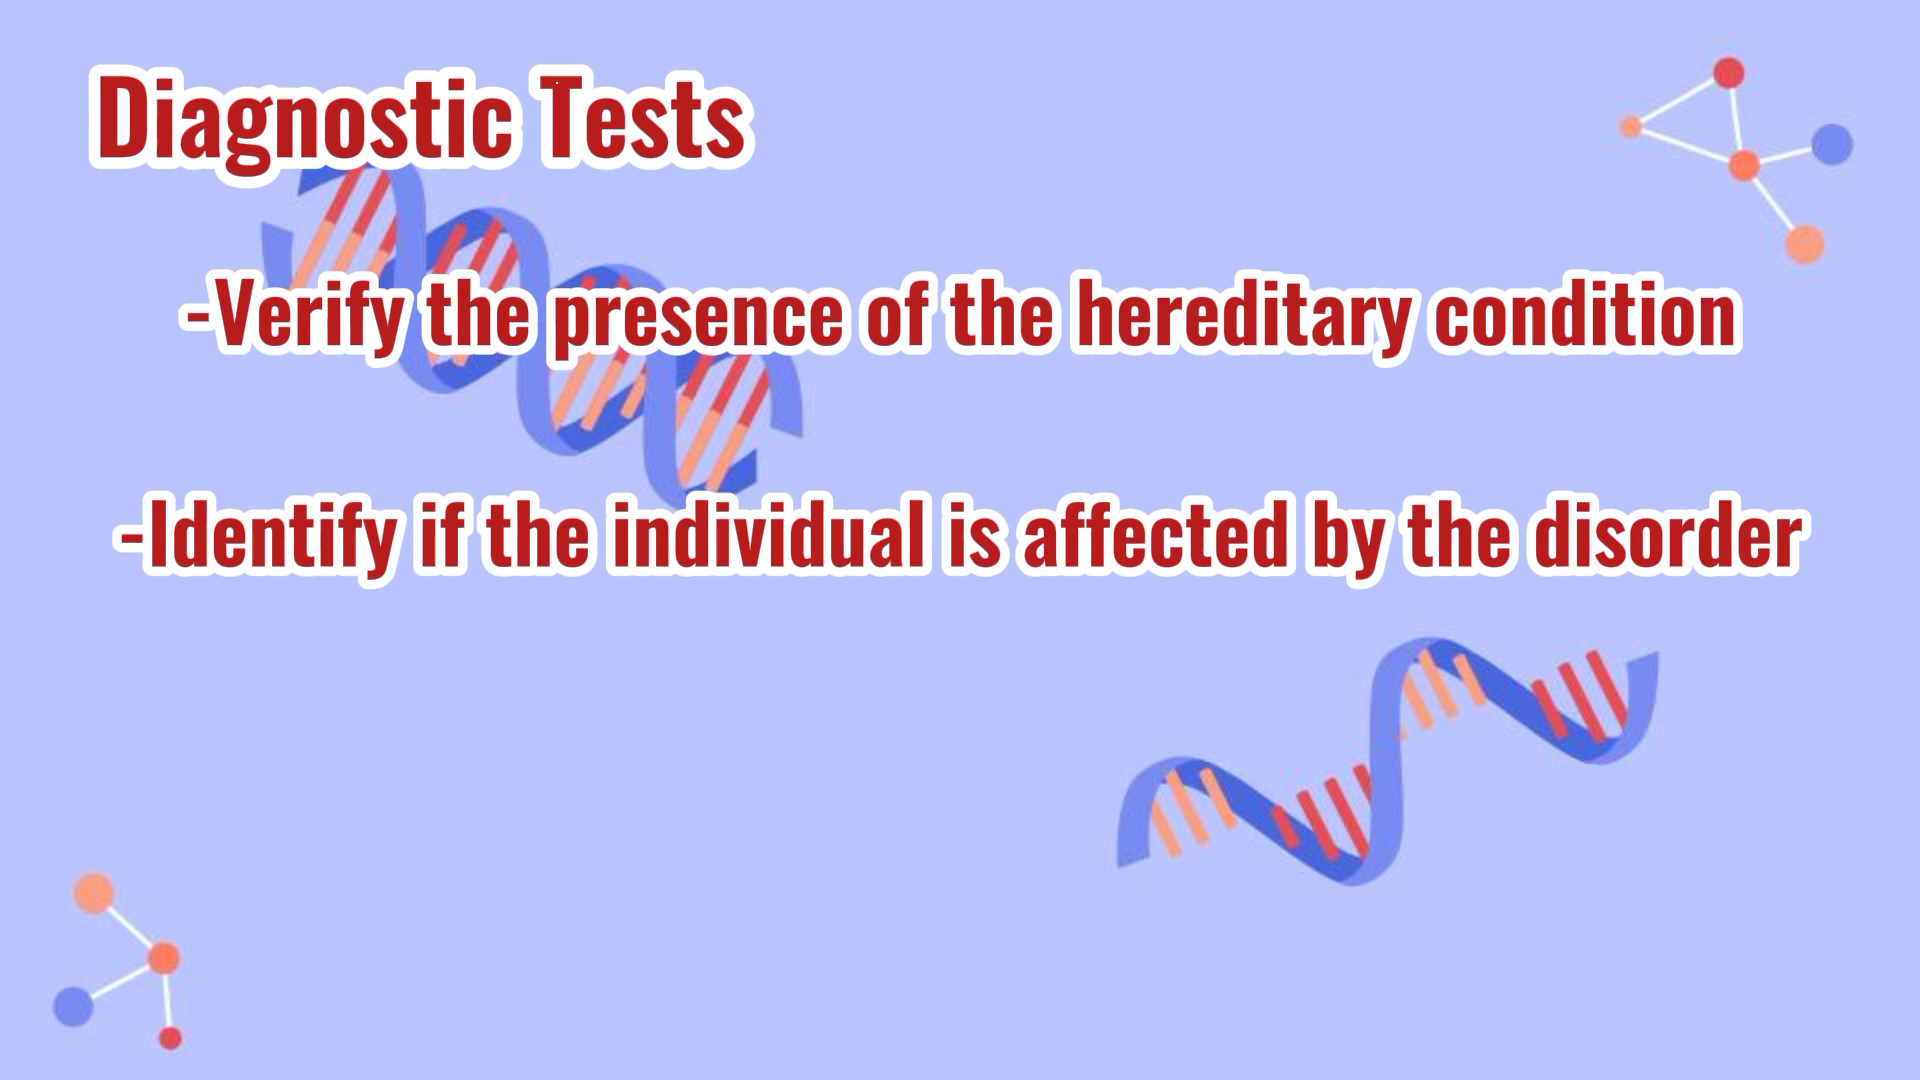 Diagnostic Tests
-Verify the presence of the hereditary condition
-Identify if the individual is affected by the disorder